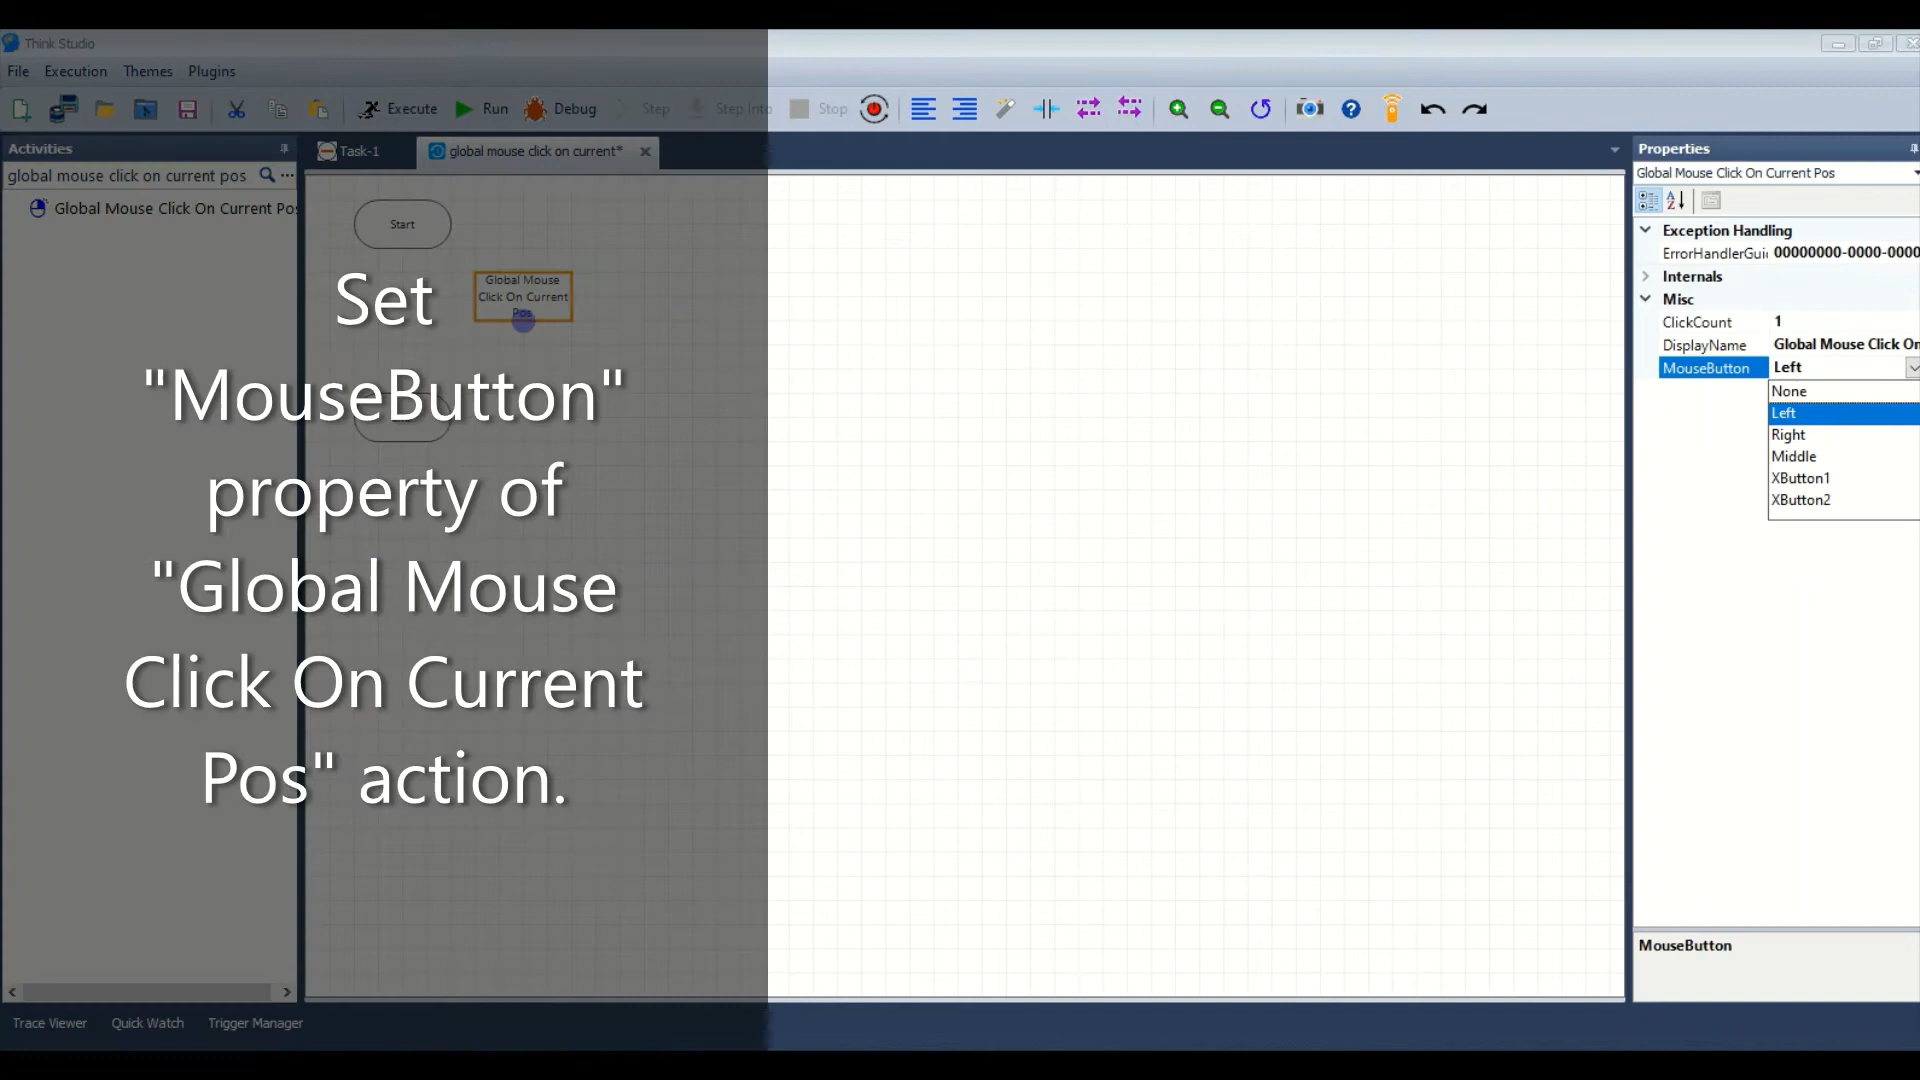 Think Studio
File Execution Themes Plugins
Execute Run Debug Step Step Into Stop
Activities
Task-1
global mouse click on current*
Properties
global mouse click on current pos
Global Mouse Click On Current Pos
Global Mouse Click On Current Po
Start
Global Mouse
Click On Current
Pos
Exception Handling
ErrorHandlerGui 00000000-0000-0000
Internals
Misc
ClickCount 1
DisplayName Global Mouse Click On
MouseButton Left
None
Left
Right
Middle
XButton1
XButton2
Set
"MouseButton"
property of
"Global Mouse
Click On Current
Pos" action.
MouseButton
Trace Viewer Quick Watch Trigger Manager